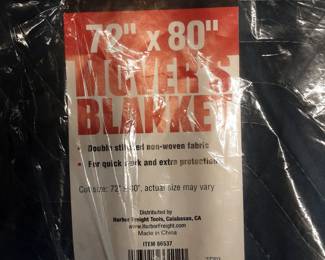 72" x 80"
MOVER'S
BLANKET
• Double stitched non-woven fabric
• For quick work and extra protection
Cut size: 72" x 80", actual size may vary
Distributed by
Harbor Freight Tools, Calabasas, CA
www.HarborFreight.com
Made in China
ITEM 66537